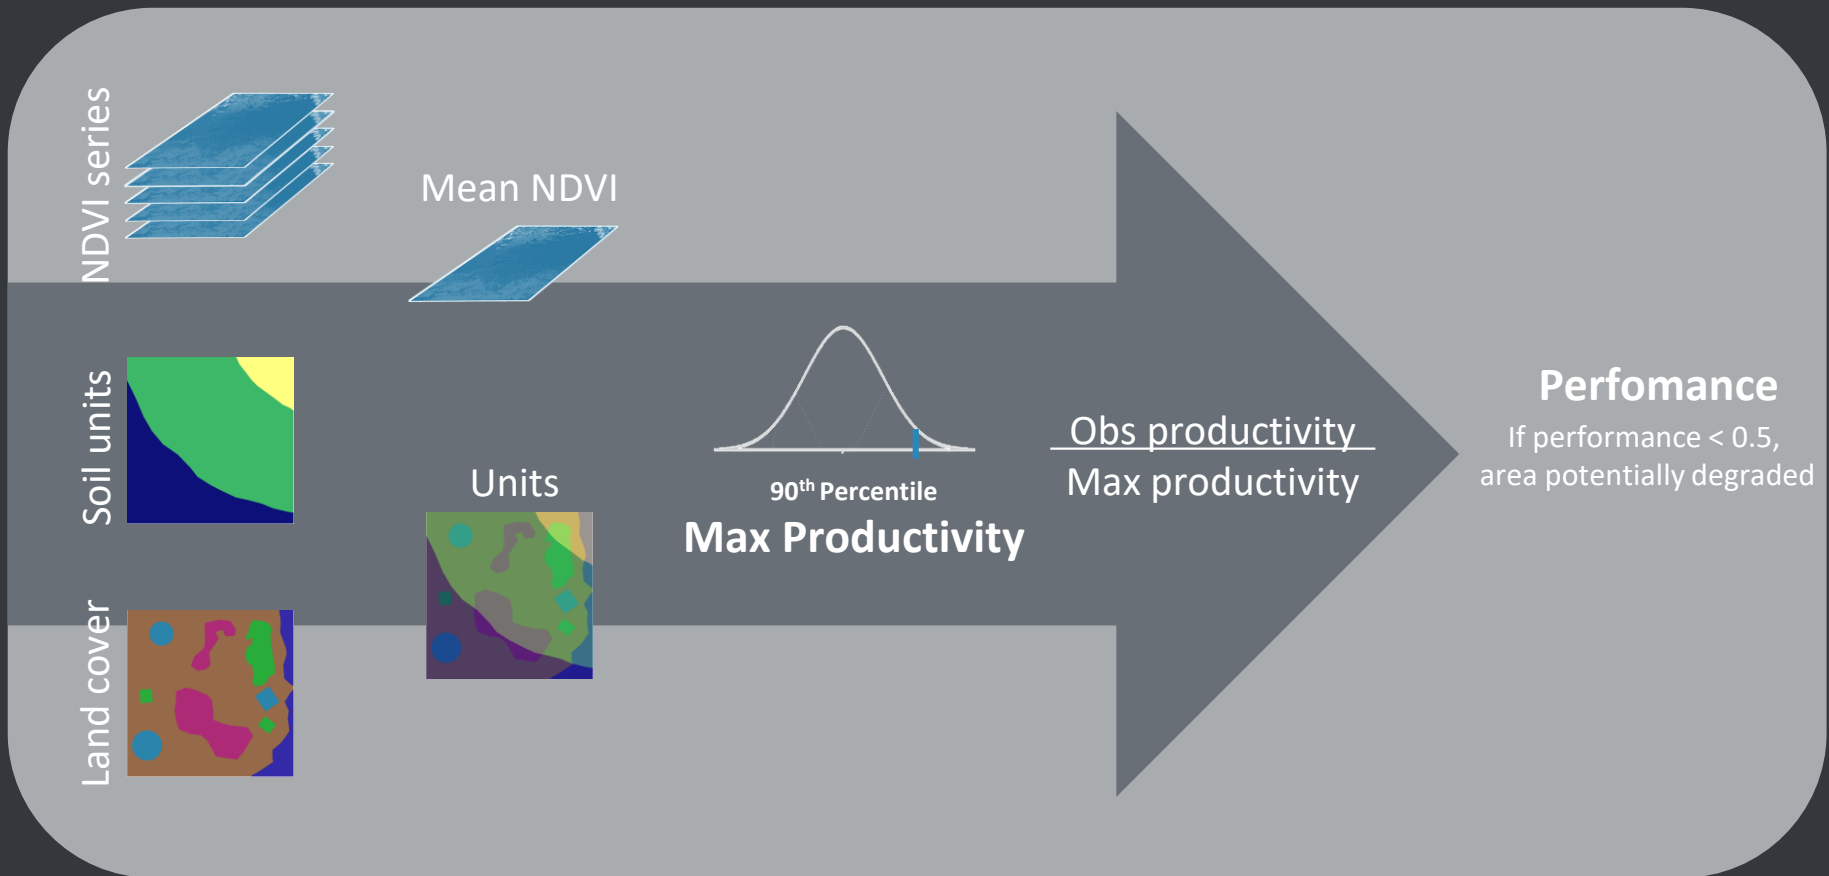 NDVI series
Mean NDVI
Soil units
Units
Land cover
90th Percentile
Max Productivity
Obs productivity
Max productivity
Perfomance
If performance < 0.5,
area potentially degraded